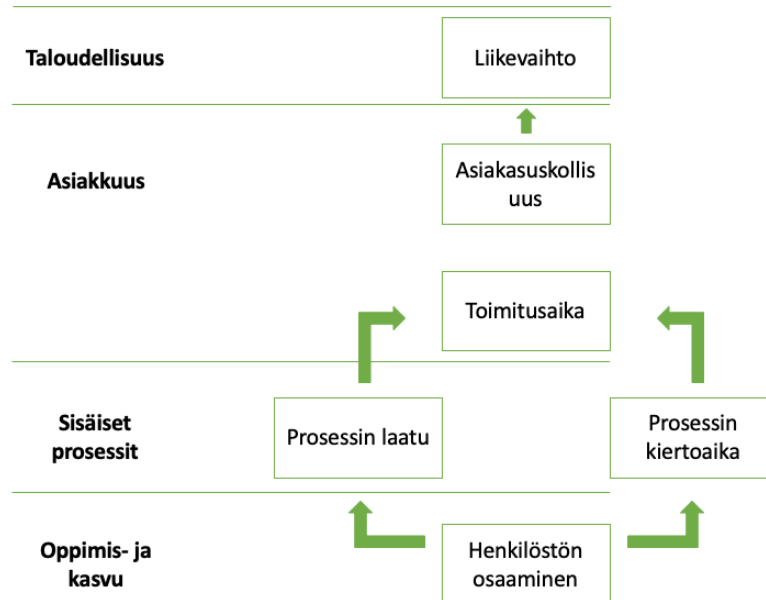 Taloudellisuus
Liikevaihto
Asiakkuus
Asiakasuskollis
uus
Toimitusaika
Sisäiset
prosessit
Prosessin laatu
Prosessin
kiertoaika
Oppimis- ja
kasvu
Henkilöstön
osaaminen